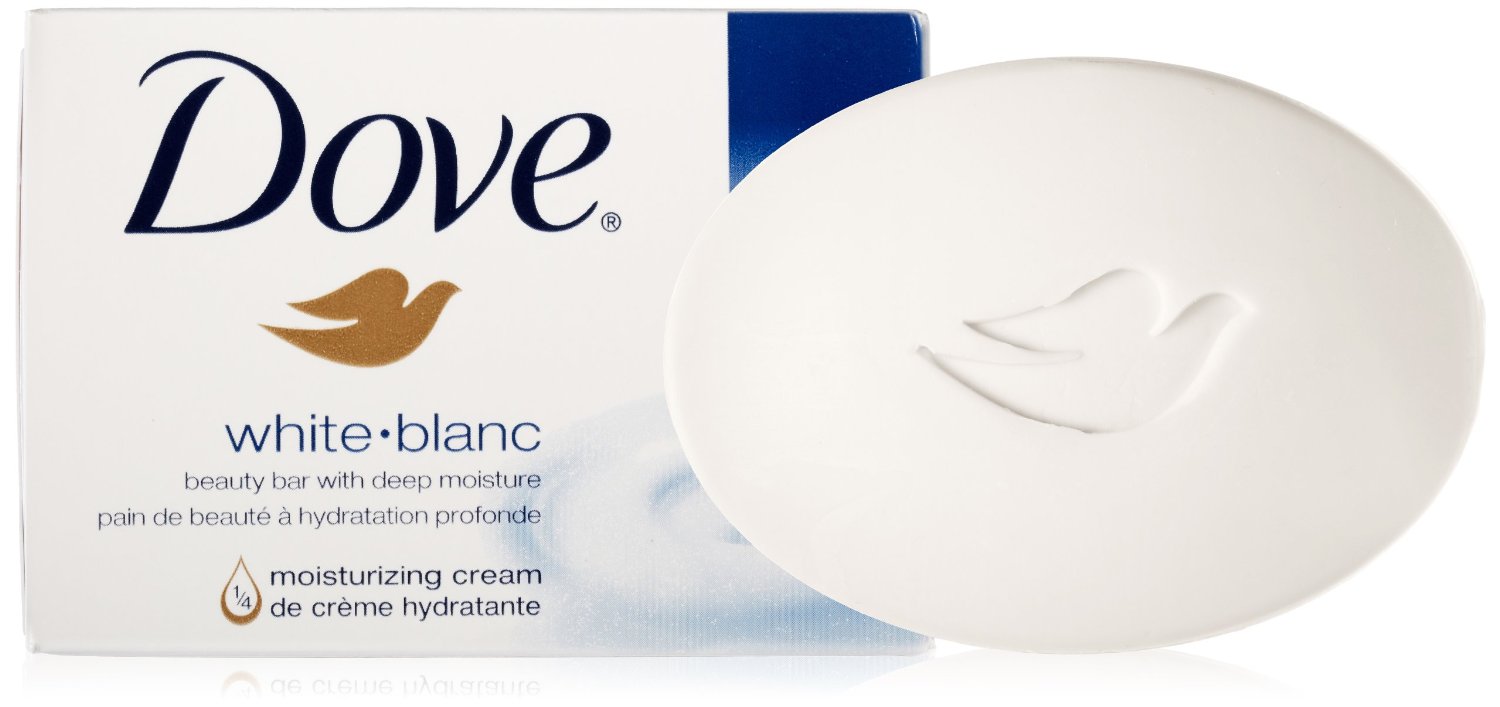 Dove®
white•blanc
beauty bar with deep moisture
pain de beauté à hydratation profonde
1/4
moisturizing cream
de crème hydratante